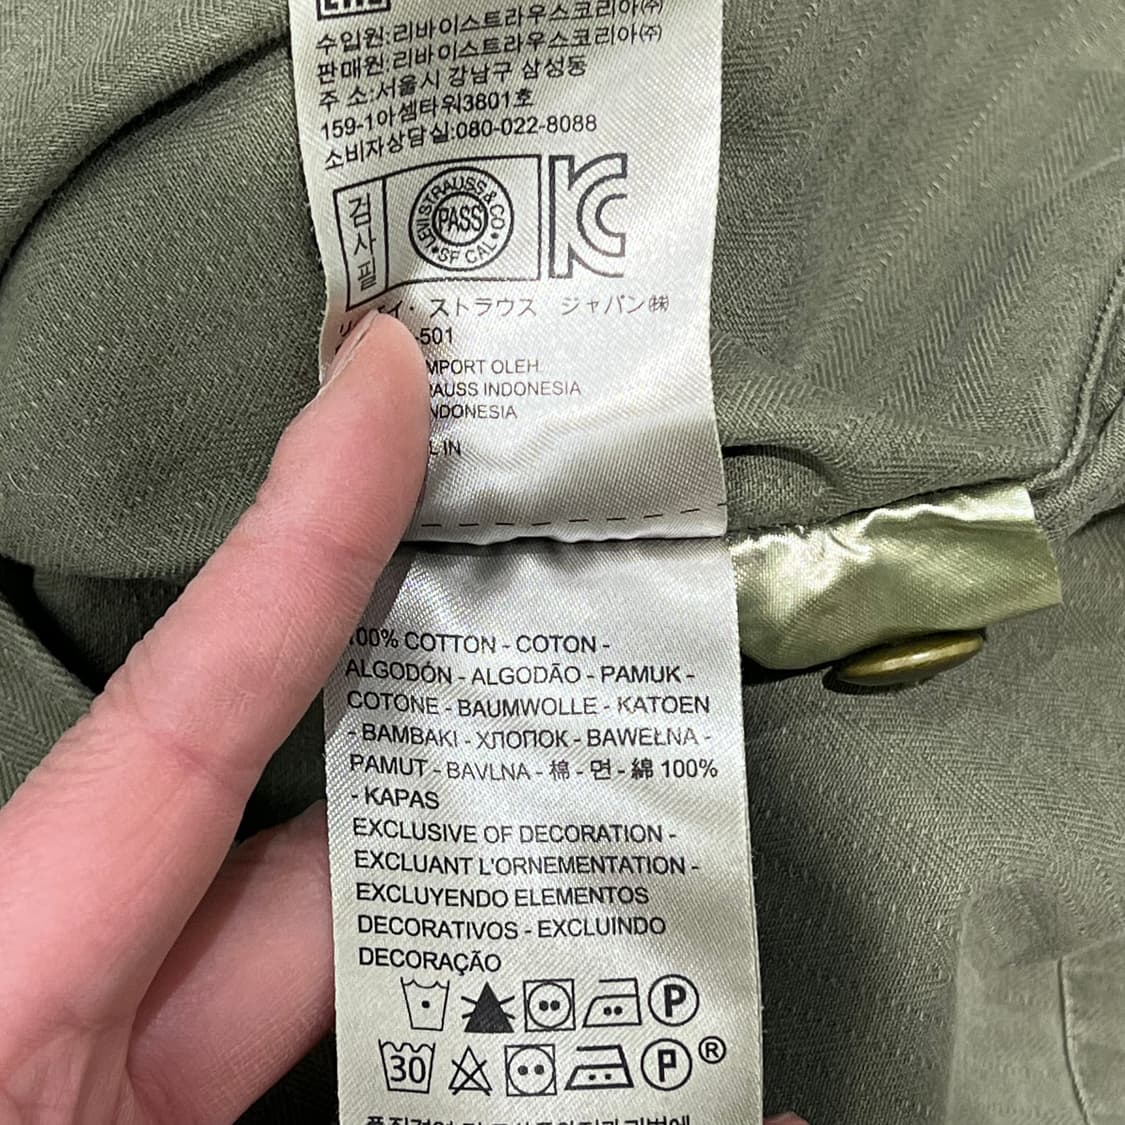 수입원:리바이스트라우스코리아㈜
판매원:리바이스트라우스코리아㈜
주 소:서울시 강남구 삼성동
159-1아셈타워3801호
소비자상담실:080-022-8088
검사필
LEVI STRAUSS & CO
PASS
SF CAL
KC
ストラウス ジャパン㈱
-501
MPORT OLEH
RAUSS INDONESIA
NDONESIA
IN
100% COTTON - COTON -
ALGODÓN - ALGODÃO - PAMUK -
COTONE - BAUMWOLLE - KATOEN
- BAMBAKI - ХЛОПОК - BAWEŁNA -
PAMUT - BAVLNA - 棉 - 면 - 綿 100%
- KAPAS
EXCLUSIVE OF DECORATION -
EXCLUANT L'ORNEMENTATION -
EXCLUYENDO ELEMENTOS
DECORATIVOS - EXCLUINDO
DECORAÇÃO
P
30 P ®